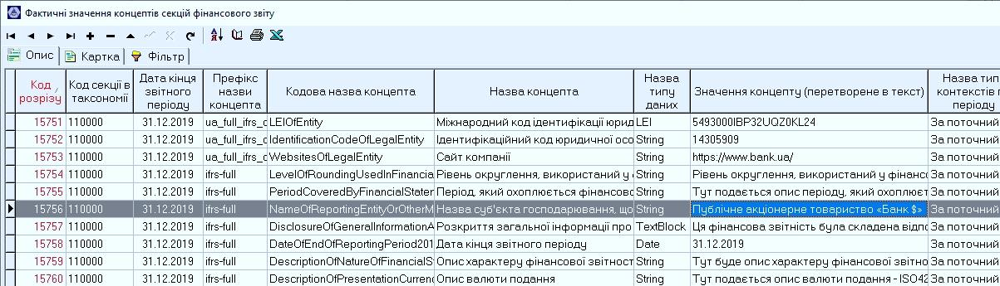 Фактичні значення концептів секцій фінансового звіту
Опис Картка Фільтр
Код розрізу Код секції в таксономії Дата кінця звітного періоду Префікс назви концепта Кодова назва концепта Назва концепта Назва типу даних Значення концепту (перетворене в текст) Назва тип контекстів п періоду
15751 110000 31.12.2019 ua_full_ifrs_c LEIOfEntity Міжнародний код ідентифікації юрид LEI 5493000IBP32UQZ0KL24 За поточний
15752 110000 31.12.2019 ua_full_ifrs_c IdentificationCodeOfLegalEntity Ідентифікаційний код юридичної осо String 14305909 За поточний
15753 110000 31.12.2019 ua_full_ifrs_c WebsitesOfLegalEntity Сайт компанії String https://www.bank.ua/ За поточний
15754 110000 31.12.2019 ifrs-full LevelOfRoundingUsedInFinancia Рівень округлення, використаний у с String Рівень округлення, використаний у фінанс За поточний
15755 110000 31.12.2019 ifrs-full PeriodCoveredByFinancialStater Період, який охоплюється фінансово String Тут подається опис періоду, який охоплюєт За поточний
15756 110000 31.12.2019 ifrs-full NameOfReportingEntityOrOtherM Назва суб'єкта господарювання, що String Публічне акціонерне товариство «Банк $» За поточний
15757 110000 31.12.2019 ifrs-full DisclosureOfGeneralInformationA Розкриття загальної інформації про TextBlock Ця фінансова звітність була складена відпо За поточний
15758 110000 31.12.2019 ifrs-full DateOfEndOfReportingPeriod201 Дата кінця звітного періоду Date 31.12.2019 За поточний
15759 110000 31.12.2019 ifrs-full DescriptionOfNatureOfFinancialS Опис характеру фінансової звітност String Тут буде опис характеру фінансової звітно За поточний
15760 110000 31.12.2019 ifrs-full DescriptionOfPresentationCurren Опис валюти подання String Тут буде опис валюти подання - ISO42 За поточний